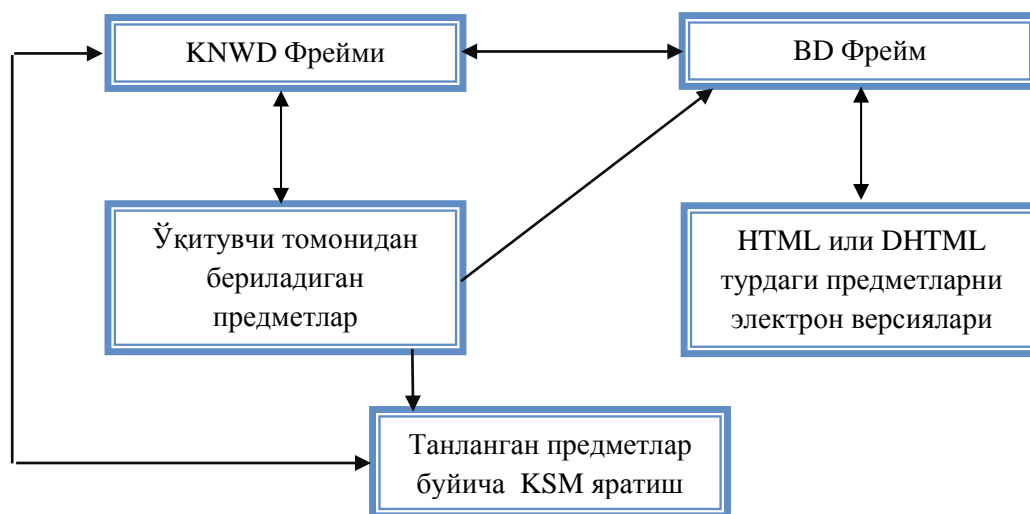 KNWD Фрейми
BD Фрейм
Ўқитувчи томонидан
бериладиган
предметлар
HTML или DHTML
турдаги предметларни
электрон версиялари
Танланган предметлар
буйича KSM яратиш